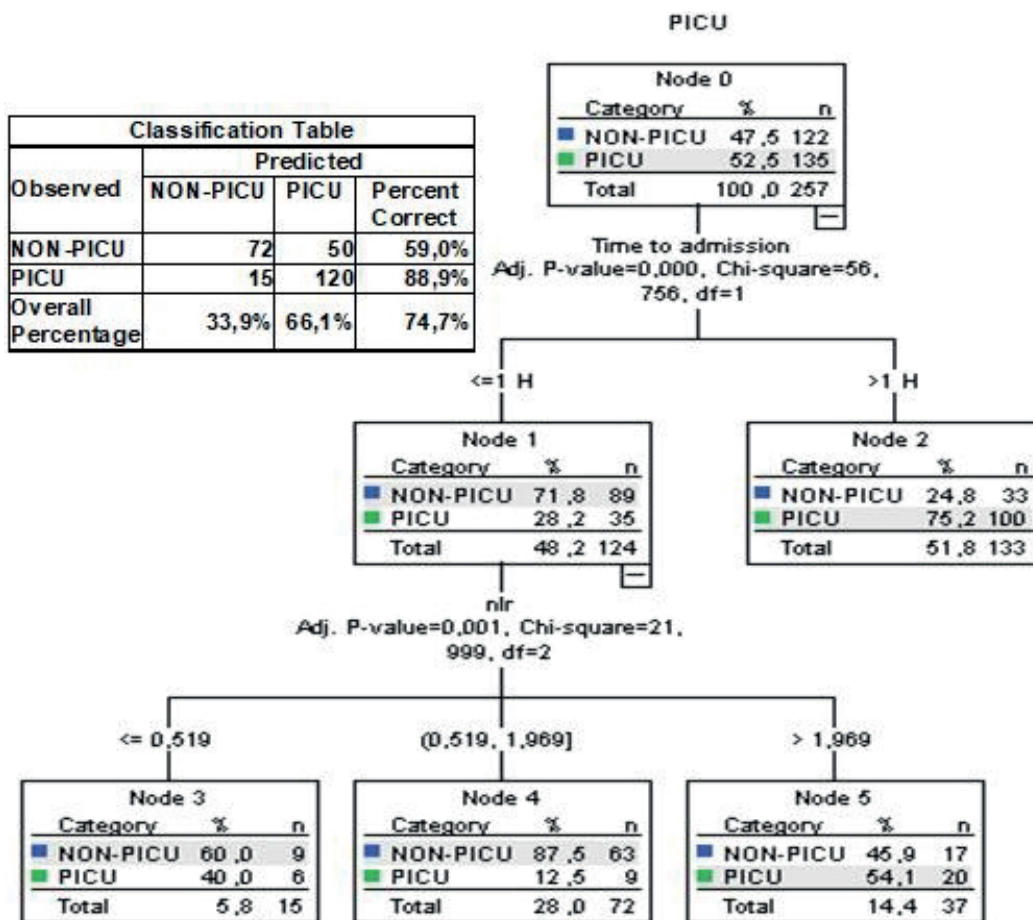 PICU
Node 0
Category % n
NON-PICU 47,5 122
PICU 52,5 135
Total 100,0 257
Classification Table
Observed Predicted
NON-PICU PICU Percent Correct
NON-PICU 72 50 59,0%
PICU 15 120 88,9%
Overall Percentage 33,9% 66,1% 74,7%
Time to admission
Adj. P-value=0,000, Chi-square=56,
756, df=1
<=1 H
>1 H
Node 1
Category % n
NON-PICU 71,8 89
PICU 28,2 35
Total 48,2 124
Node 2
Category % n
NON-PICU 24,8 33
PICU 75,2 100
Total 51,8 133
nlr
Adj. P-value=0,001, Chi-square=21,
999, df=2
<= 0,519
(0,519, 1,969]
> 1,969
Node 3
Category % n
NON-PICU 60,0 9
PICU 40,0 6
Total 5,8 15
Node 4
Category % n
NON-PICU 87,5 63
PICU 12,5 9
Total 28,0 72
Node 5
Category % n
NON-PICU 45,9 17
PICU 54,1 20
Total 14,4 37